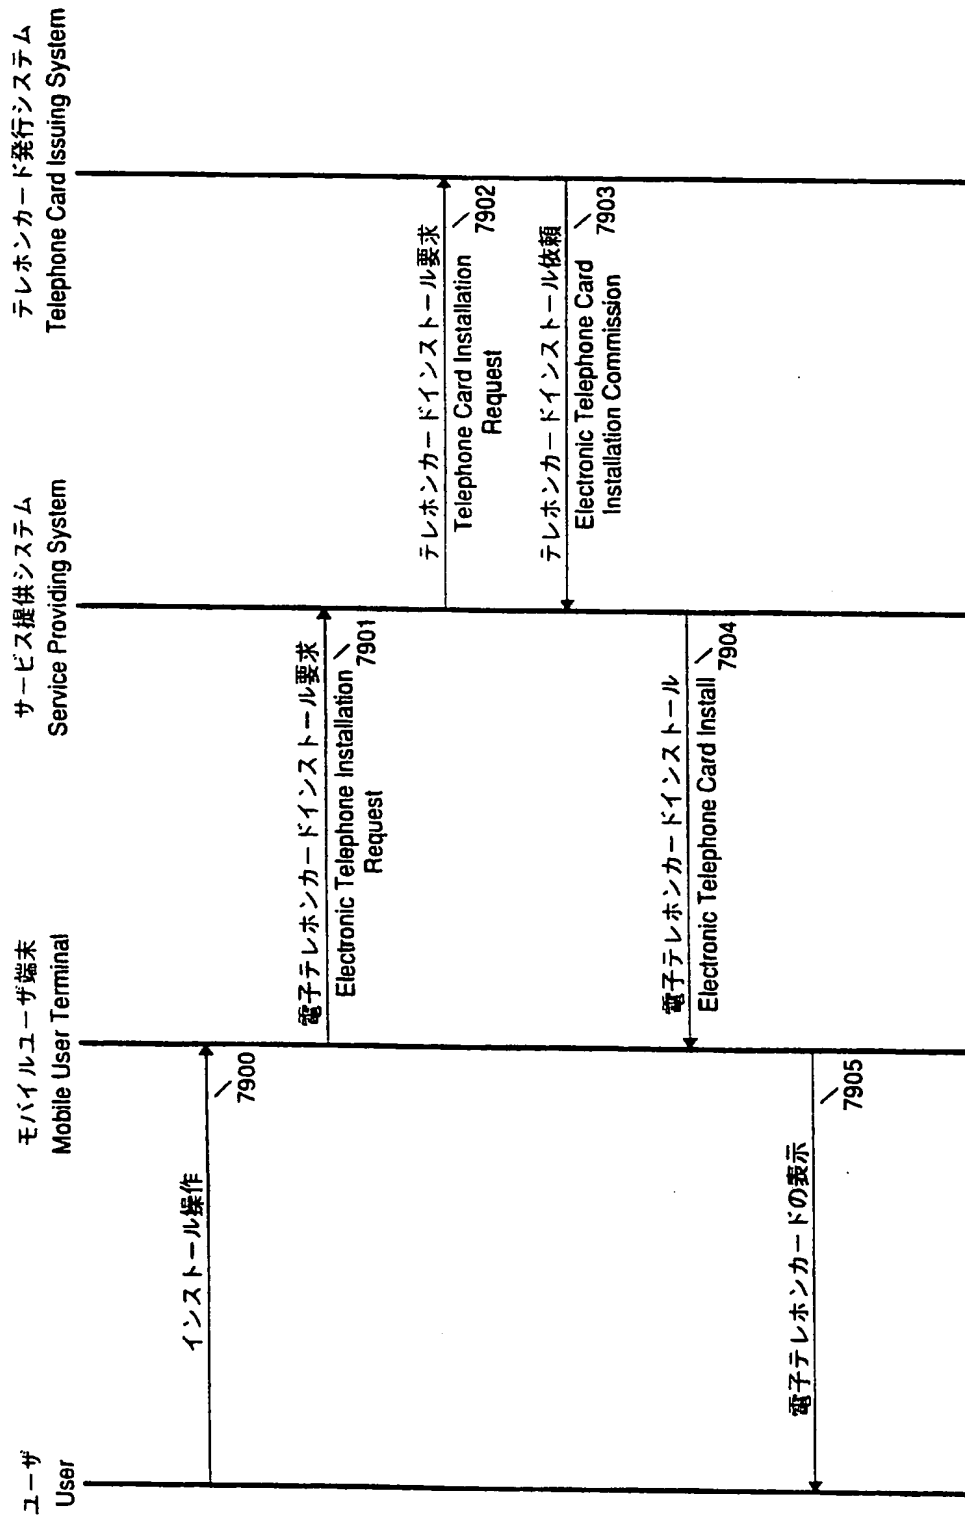 ユーザ
User
モバイルユーザ端末
Mobile User Terminal
サービス提供システム
Service Providing System
テレホンカード発行システム
Telephone Card Issuing System
インストール操作
7900
電子テレホンカードインストール要求
Electronic Telephone Installation
Request
7901
テレホンカードインストール要求
Telephone Card Installation
Request
7902
テレホンカードインストール依頼
Electronic Telephone Card
Installation Commission
7903
電子テレホンカードインストール
Electronic Telephone Card Install
7904
電子テレホンカードの表示
7905